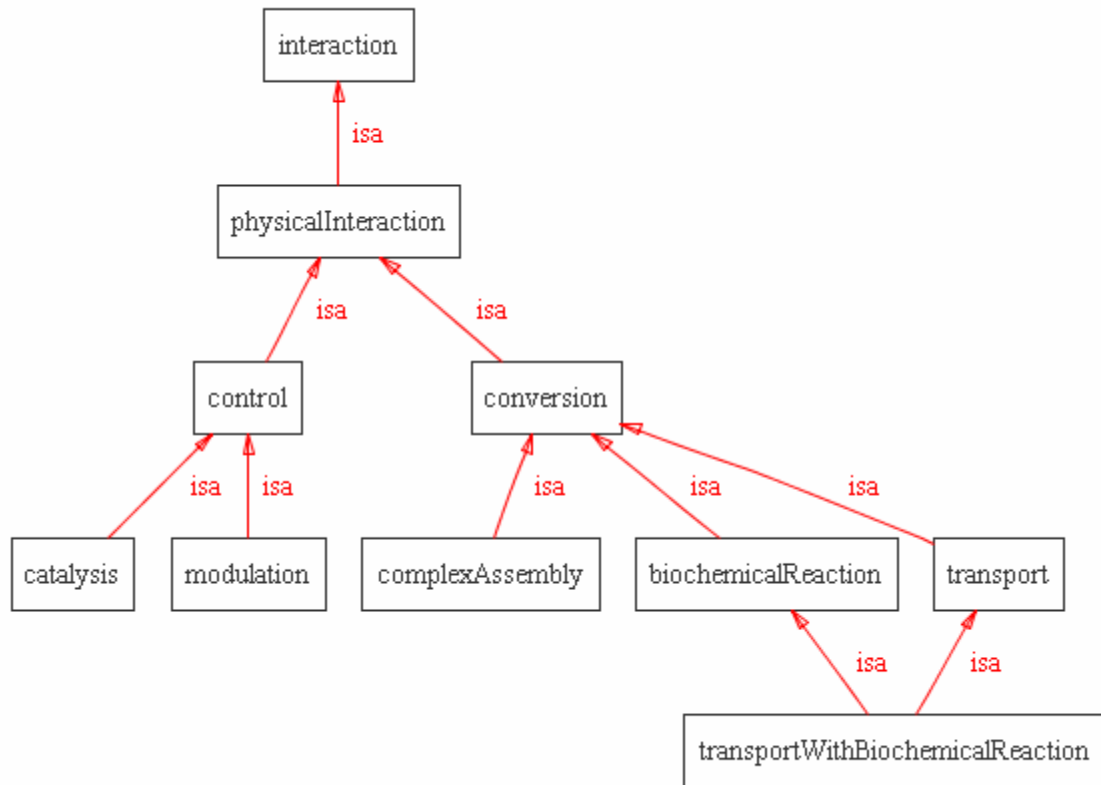 interaction
isa
physicalInteraction
isa
isa
control
conversion
isa
isa
isa
isa
isa
catalysis
modulation
complexAssembly
biochemicalReaction
transport
isa
isa
transportWithBiochemicalReaction